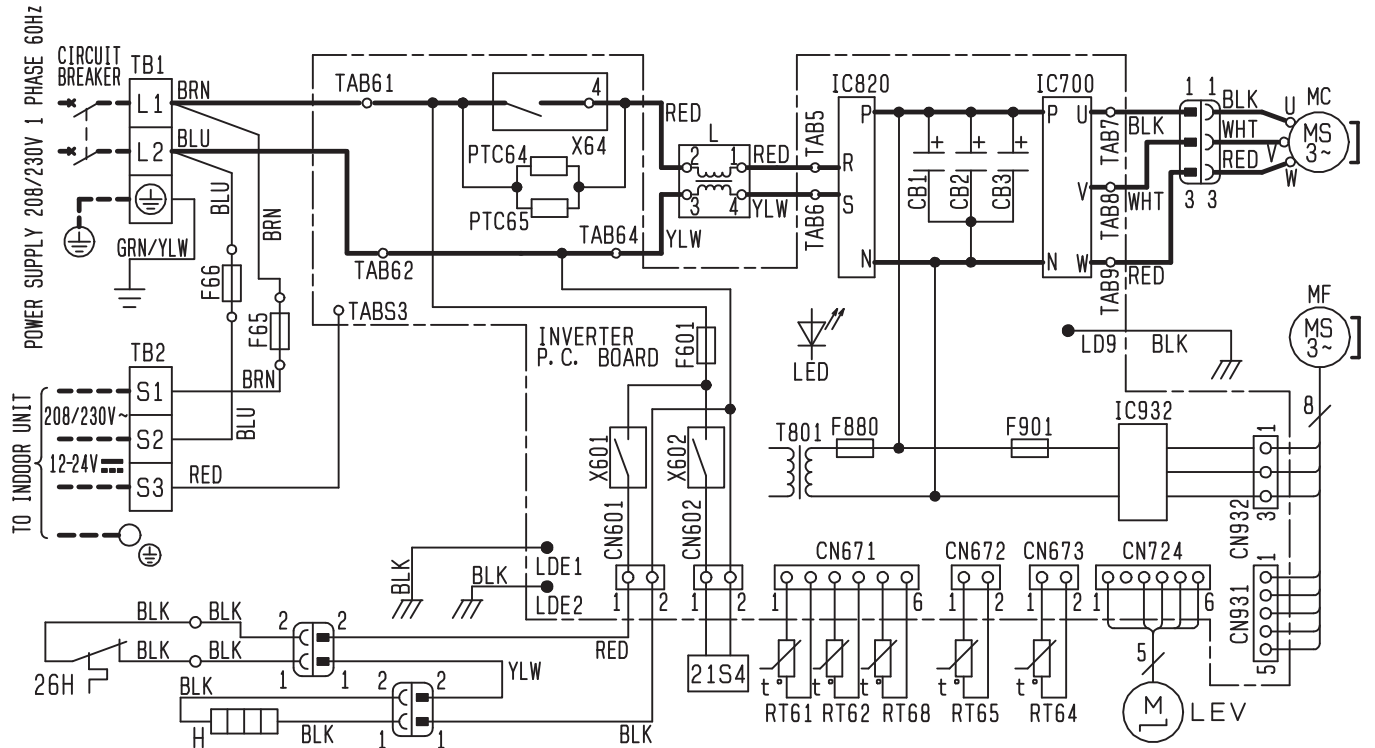 POWER SUPPLY 208/230V 1 PHASE 60Hz
CIRCUIT
BREAKER
TB1
L1
L2
BRN
BLU
GRN/YLW
BLU
BRN
F66
F65
BRN
BLU
TB2
S1
S2
S3
208/230V~
12-24V
TO INDOOR UNIT
RED
TAB61
TAB62
TABS3
4
X64
PTC64
PTC65
TAB64
RED
YLW
L
2 1
3 4
RED
YLW
TAB5
TAB6
IC820
P
R
S
N
CB1
+
CB2
+
CB3
+
IC700
P
N
U
V
W
TAB7
TAB8
TAB9
BLK
WHT
RED
1 1
3 3
BLK
WHT
RED
U
V
W
MC
MS
3~
MF
MS
3~
8
INVERTER
P.C. BOARD
F601
LED
LD9
BLK
X601
X602
CN601
CN602
T801
F880
F901
IC932
1
3
CN932
1
5
CN931
LDE1
LDE2
BLK
BLK
1 2
1 2
21S4
CN671
1 6
CN672
1 2
CN673
1 2
CN724
1 6
t°
RT61
t°
RT62
t°
RT68
t°
RT65
t°
RT64
5
M
LEV
BLK BLK
BLK BLK
2 2
1 1
26H
RED
YLW
BLK
H
BLK
2 2
1 1
BLK